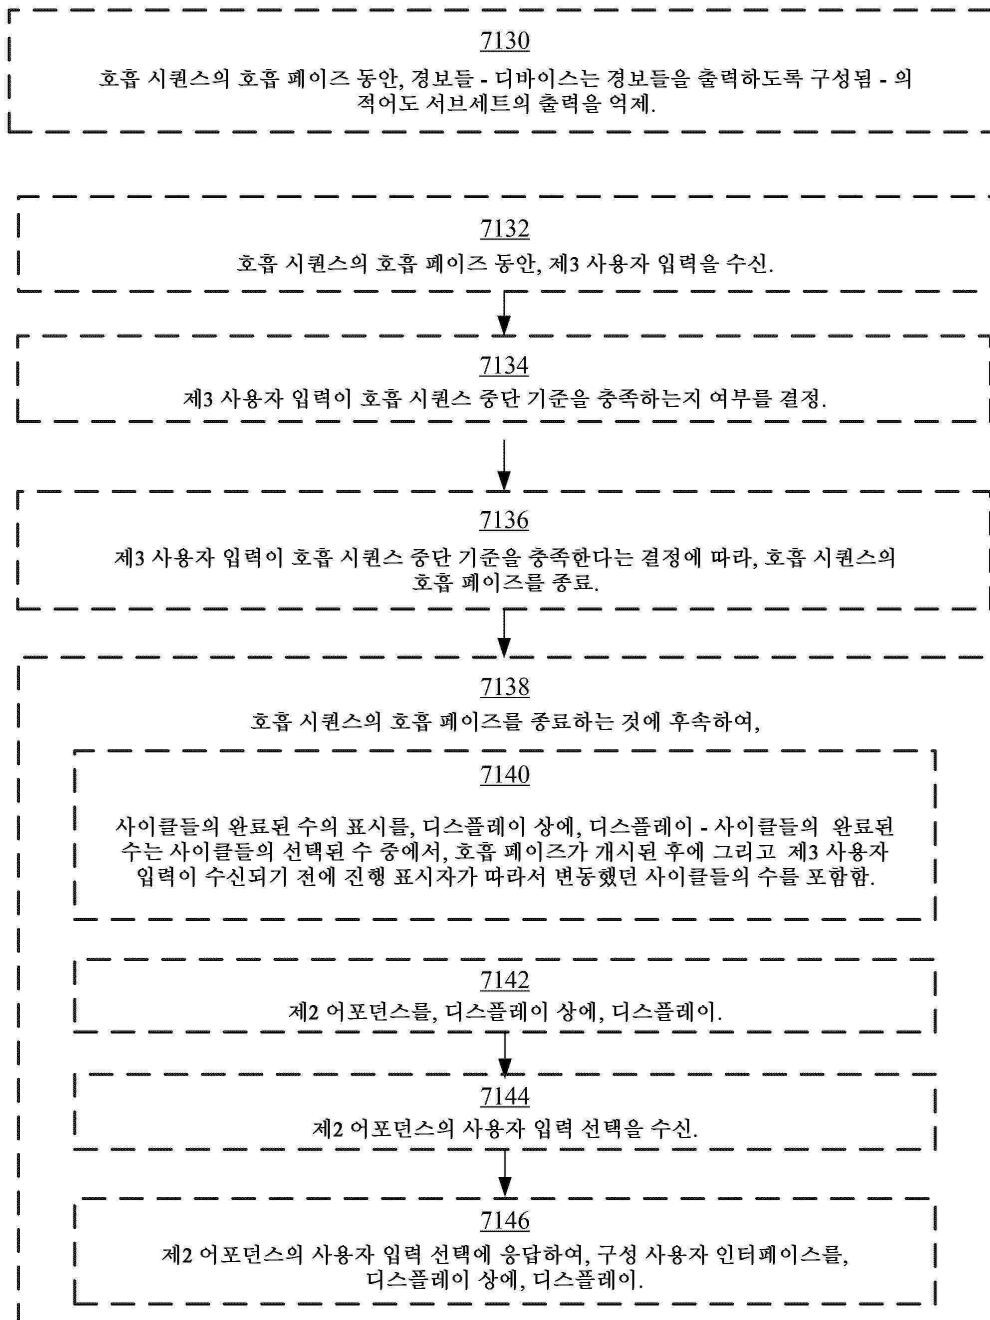 7130
호흡 시퀀스의 호흡 페이즈 동안, 경보들 - 디바이스는 경보들을 출력하도록 구성됨 - 의
적어도 서브세트의 출력을 억제.
7132
호흡 시퀀스의 호흡 페이즈 동안, 제3 사용자 입력을 수신.
7134
제3 사용자 입력이 호흡 시퀀스 중단 기준을 충족하는지 여부를 결정.
7136
제3 사용자 입력이 호흡 시퀀스 중단 기준을 충족한다는 결정에 따라, 호흡 시퀀스의
호흡 페이즈를 종료.
7138
호흡 시퀀스의 호흡 페이즈를 종료하는 것에 후속하여,
7140
사이클들의 완료된 수의 표시를, 디스플레이 상에, 디스플레이 - 사이클들의 완료된
수는 사이클들의 선택된 수 중에서, 호흡 페이즈가 개시된 후에 그리고 제3 사용자
입력이 수신되기 전에 진행 표시자가 따라서 변동했던 사이클들의 수를 포함함.
7142
제2 어포던스를, 디스플레이 상에, 디스플레이.
7144
제2 어포던스의 사용자 입력 선택을 수신.
7146
제2 어포던스의 사용자 입력 선택에 응답하여, 구성 사용자 인터페이스를,
디스플레이 상에, 디스플레이.